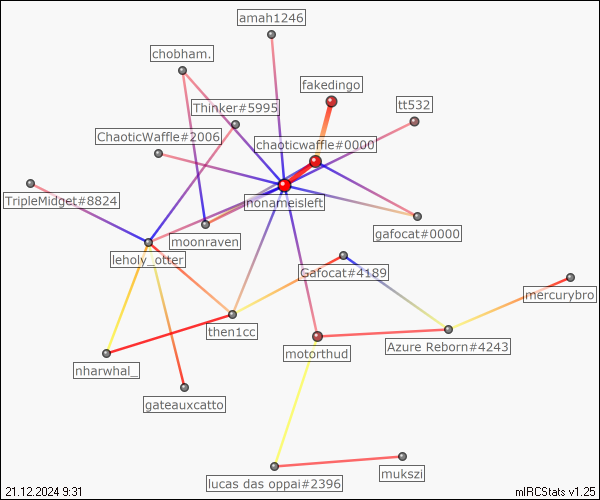 amah1246
chobham.
fakedingo
Thinker#5995
tt532
ChaoticWaffle#2006
chaoticwaffle#0000
TripleMidget#8824
nonameisleft
gafocat#0000
moonraven
leholy_otter
Gafocat#4189
mercurybro
then1cc
Azure Reborn#4243
motorthud
nharwhal_
gateauxcatto
mukszi
lucas das oppai#2396
21.12.2024 9:31
mIRCStats v1.25